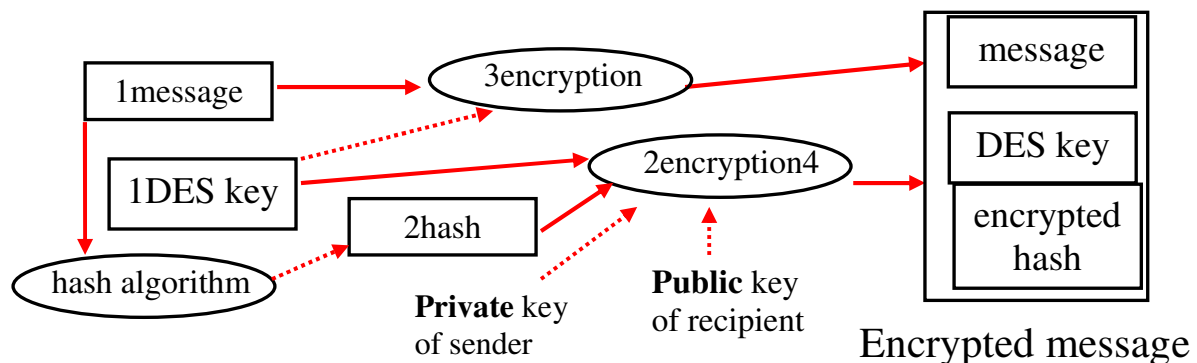 message
3encryption
1message
DES key
2encryption4
1DES key
2hash
encrypted
hash
hash algorithm
Private key
of sender
Public key
of recipient
Encrypted message